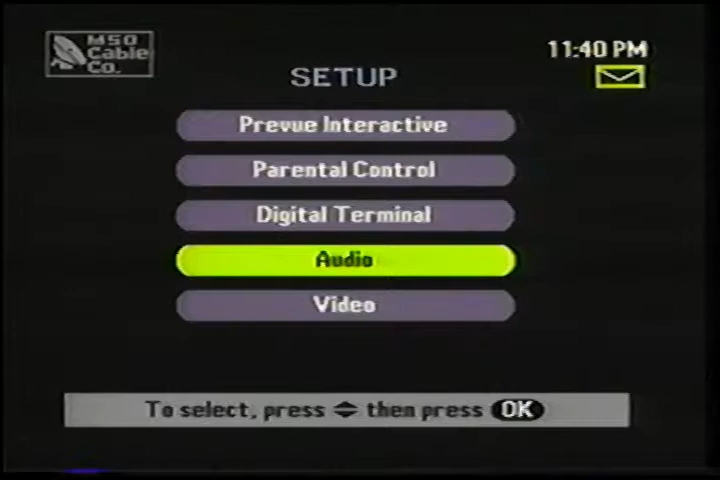 MSO
Cable
Co.
11:40 PM
SETUP
Prevue Interactive
Parental Control
Digital Terminal
Audio
Video
To select, press then press OK